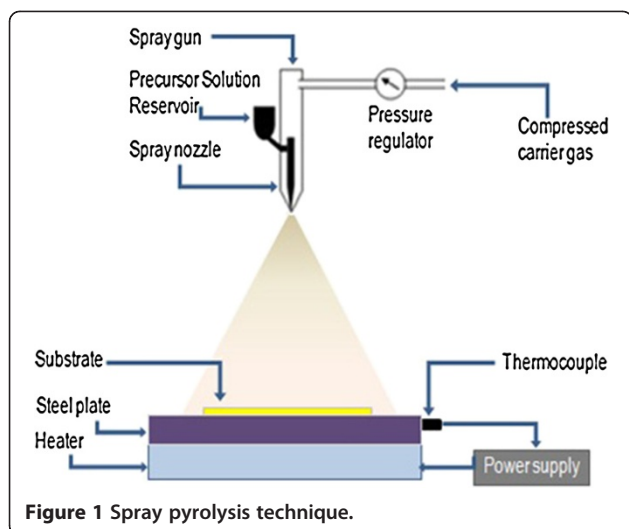 Spray gun
Precursor Solution
Reservoir
Spray nozzle
Pressure
regulator
Compressed
carrier gas
Substrate
Steel plate
Heater
Thermocouple
Power supply
Figure 1 Spray pyrolysis technique.